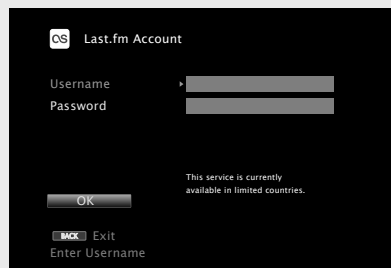 Last.fm Account
Username
Password
This service is currently
available in limited countries.
OK
BACK Exit
Enter Username